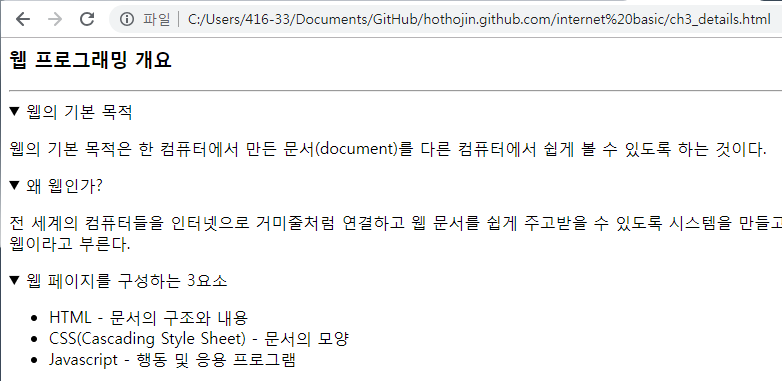 파일 C:/Users/416-33/Documents/GitHub/hothojin.github.com/internet%20basic/ch3_details.html
웹 프로그래밍 개요
▼ 웹의 기본 목적
웹의 기본 목적은 한 컴퓨터에서 만든 문서(document)를 다른 컴퓨터에서 쉽게 볼 수 있도록 하는 것이다.
▼ 왜 웹인가?
전 세계의 컴퓨터들을 인터넷으로 거미줄처럼 연결하고 웹 문서를 쉽게 주고받을 수 있도록 시스템을 만들고
웹이라고 부른다.
▼ 웹 페이지를 구성하는 3요소
• HTML - 문서의 구조와 내용
• CSS(Cascading Style Sheet) - 문서의 모양
• Javascript - 행동 및 응용 프로그램